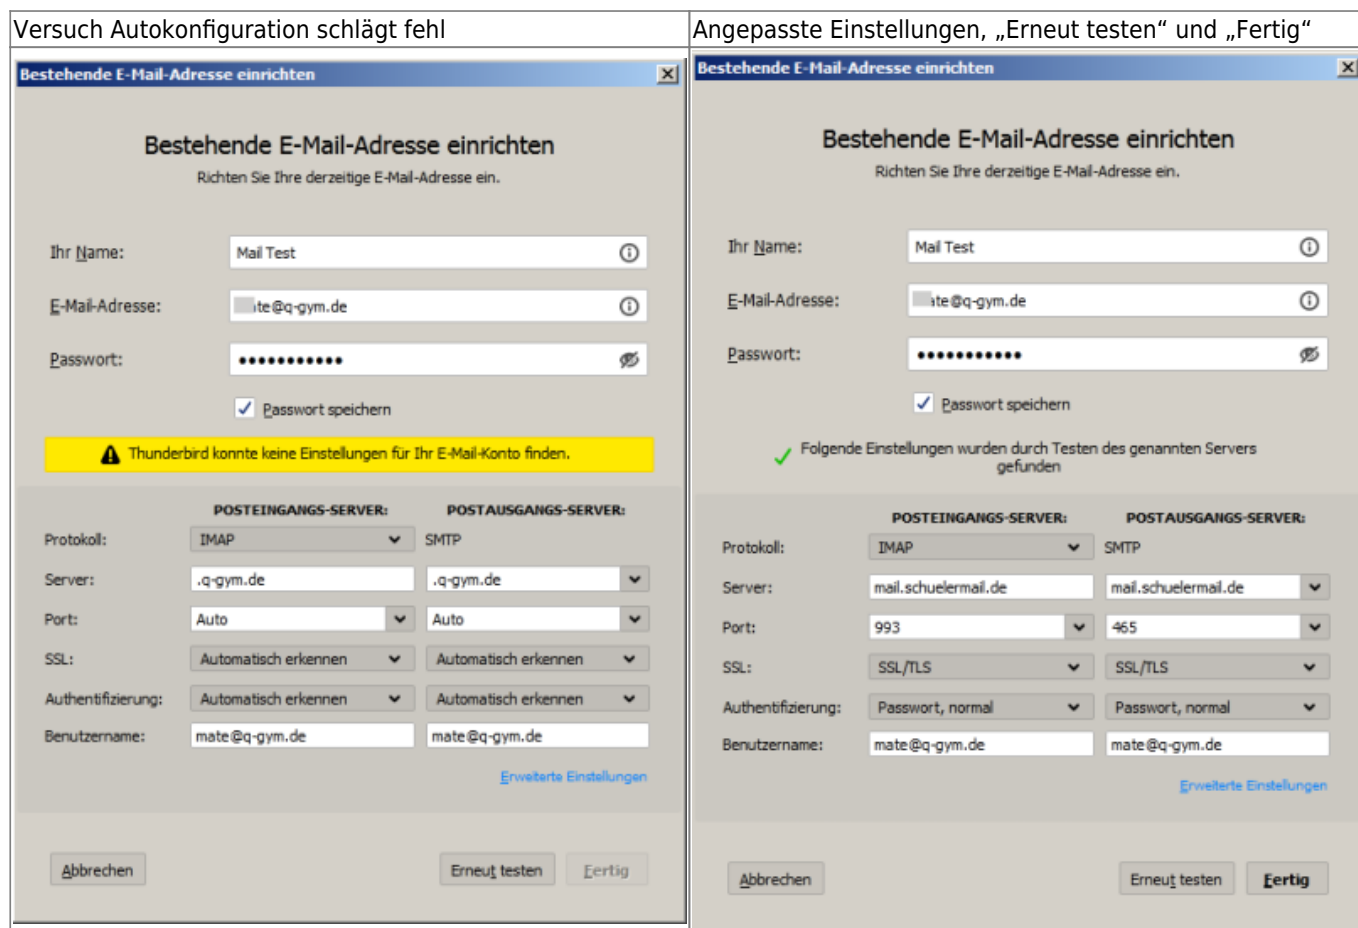 Versuch Autokonfiguration schlägt fehl
Bestehende E-Mail-Adresse einrichten
Bestehende E-Mail-Adresse einrichten
Richten Sie Ihre derzeitige E-Mail-Adresse ein.
Ihr Name: Mail Test
E-Mail-Adresse: te@q-gym.de
Passwort: •••••••••••
Passwort speichern
Thunderbird konnte keine Einstellungen für Ihr E-Mail-Konto finden.
POSTEINGANGS-SERVER: POSTAUSGANGS-SERVER:
Protokoll: IMAP SMTP
Server: .q-gym.de .q-gym.de
Port: Auto Auto
SSL: Automatisch erkennen Automatisch erkennen
Authentifizierung: Automatisch erkennen Automatisch erkennen
Benutzername: mate@q-gym.de mate@q-gym.de
Erweiterte Einstellungen
Abbrechen Erneut testen Fertig
Angepasste Einstellungen, „Erneut testen“ und „Fertig“
Bestehende E-Mail-Adresse einrichten
Bestehende E-Mail-Adresse einrichten
Richten Sie Ihre derzeitige E-Mail-Adresse ein.
Ihr Name: Mail Test
E-Mail-Adresse: te@q-gym.de
Passwort: •••••••••••
Passwort speichern
Folgende Einstellungen wurden durch Testen des genannten Servers
gefunden
POSTEINGANGS-SERVER: POSTAUSGANGS-SERVER:
Protokoll: IMAP SMTP
Server: mail.schuelermail.de mail.schuelermail.de
Port: 993 465
SSL: SSL/TLS SSL/TLS
Authentifizierung: Passwort, normal Passwort, normal
Benutzername: mate@q-gym.de mate@q-gym.de
Erweiterte Einstellungen
Abbrechen Erneut testen Fertig